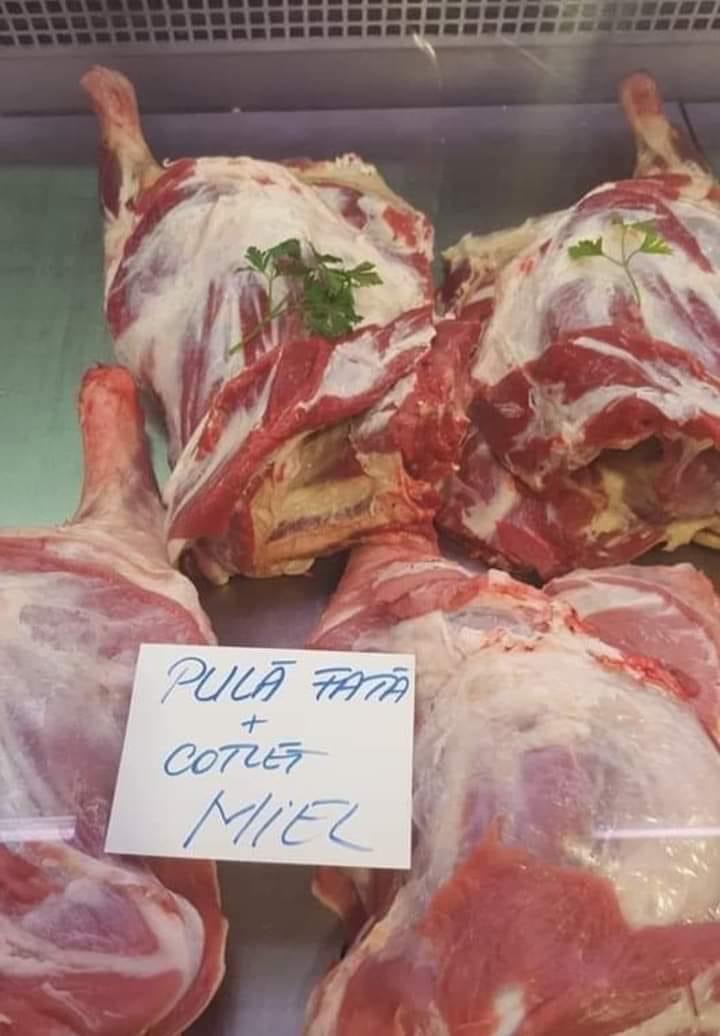 PULĂ FAȚĂ
+
COTLET
MIEL